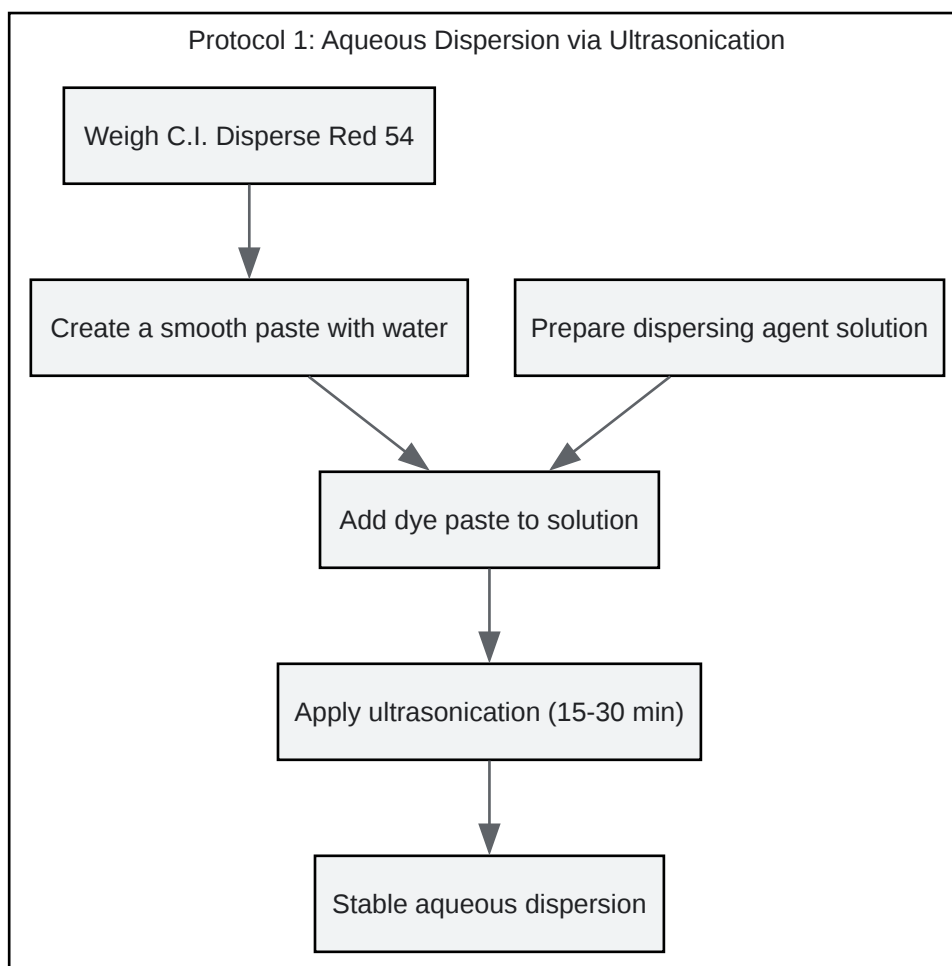 Protocol 1: Aqueous Dispersion via Ultrasonication
Weigh C.I. Disperse Red 54
Create a smooth paste with water
Prepare dispersing agent solution
Add dye paste to solution
Apply ultrasonication (15-30 min)
Stable aqueous dispersion